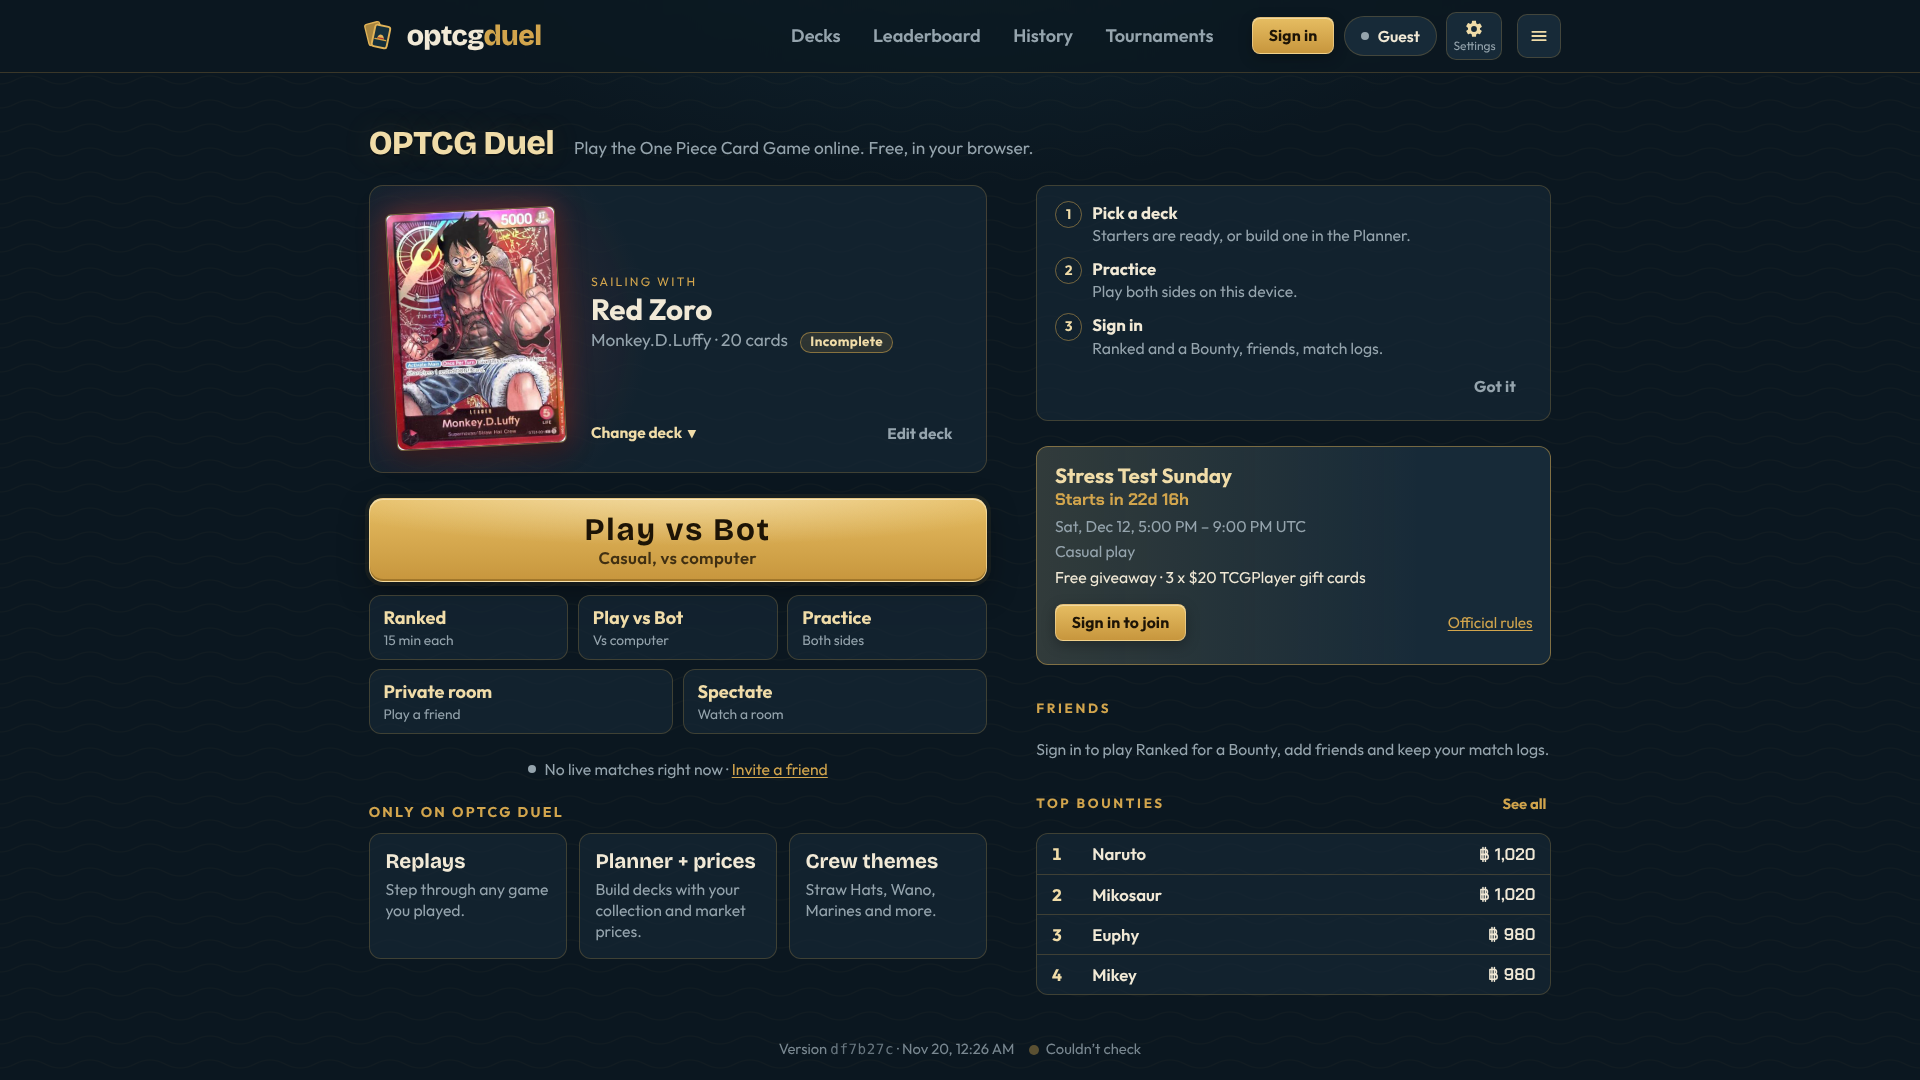 optcgduel
Decks
Leaderboard
History
Tournaments
Sign in
Guest
Settings
OPTCG Duel
Play the One Piece Card Game online. Free, in your browser.
5000
LEADER
Monkey.D.Luffy
5
LIFE
SAILING WITH
Red Zoro
Monkey.D.Luffy · 20 cards
Incomplete
Change deck ▼
Edit deck
Play vs Bot
Casual, vs computer
Ranked
15 min each
Play vs Bot
Vs computer
Practice
Both sides
Private room
Play a friend
Spectate
Watch a room
No live matches right now · Invite a friend
ONLY ON OPTCG DUEL
Replays
Step through any game
you played.
Planner + prices
Build decks with your
collection and market
prices.
Crew themes
Straw Hats, Wano,
Marines and more.
1
Pick a deck
Starters are ready, or build one in the Planner.
2
Practice
Play both sides on this device.
3
Sign in
Ranked and a Bounty, friends, match logs.
Got it
Stress Test Sunday
Starts in 22d 16h
Sat, Dec 12, 5:00 PM – 9:00 PM UTC
Casual play
Free giveaway · 3 x $20 TCGPlayer gift cards
Sign in to join
Official rules
FRIENDS
Sign in to play Ranked for a Bounty, add friends and keep your match logs.
TOP BOUNTIES
See all
1 Naruto ฿ 1,020
2 Mikosaur ฿ 1,020
3 Euphy ฿ 980
4 Mikey ฿ 980
Version df7b27c · Nov 20, 12:26 AM
Couldn't check